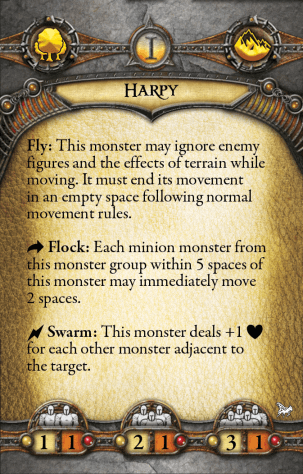 I
Harpy
Fly: This monster may ignore enemy
figures and the effects of terrain while
moving. It must end its movement
in an empty space following normal
movement rules.
Flock: Each minion monster from
this monster group within 5 spaces of
this monster may immediately move
2 spaces.
Swarm: This monster deals +1
for each other monster adjacent to
the target.
1 1 2 1 3 1